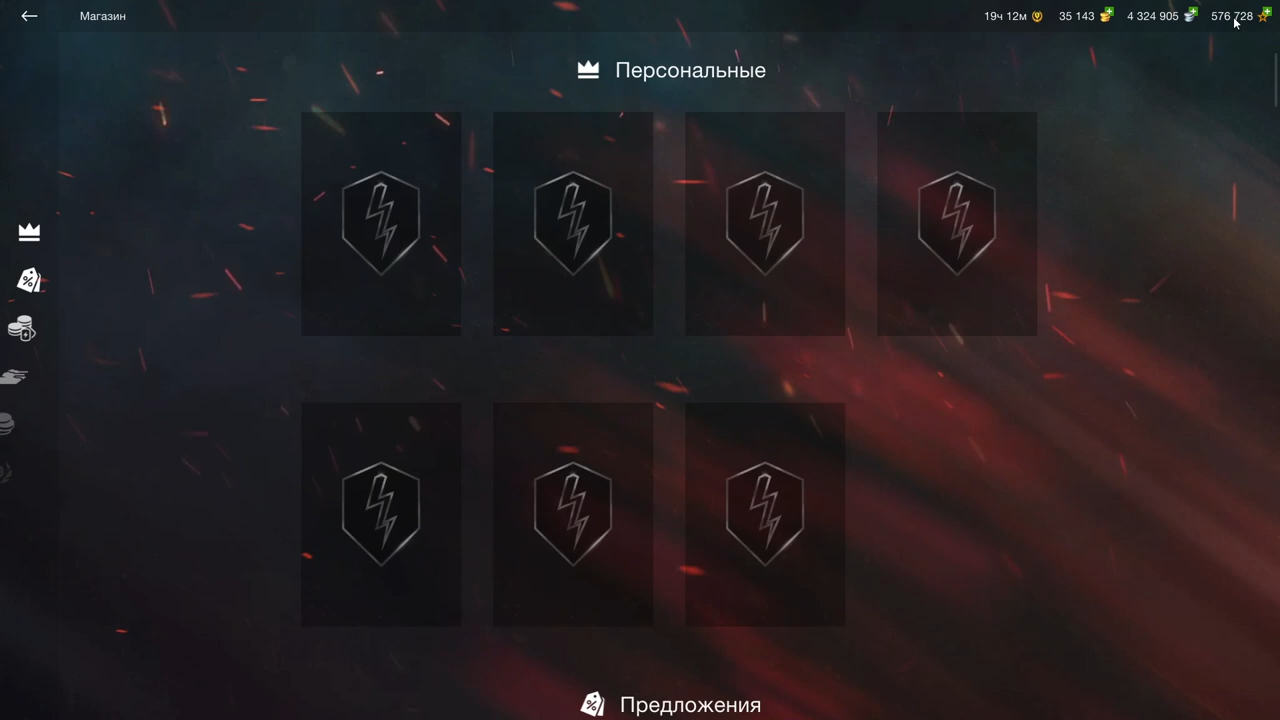 Магазин
19ч 12м 35 143 4 324 905 576 728
Персональные
Предложения